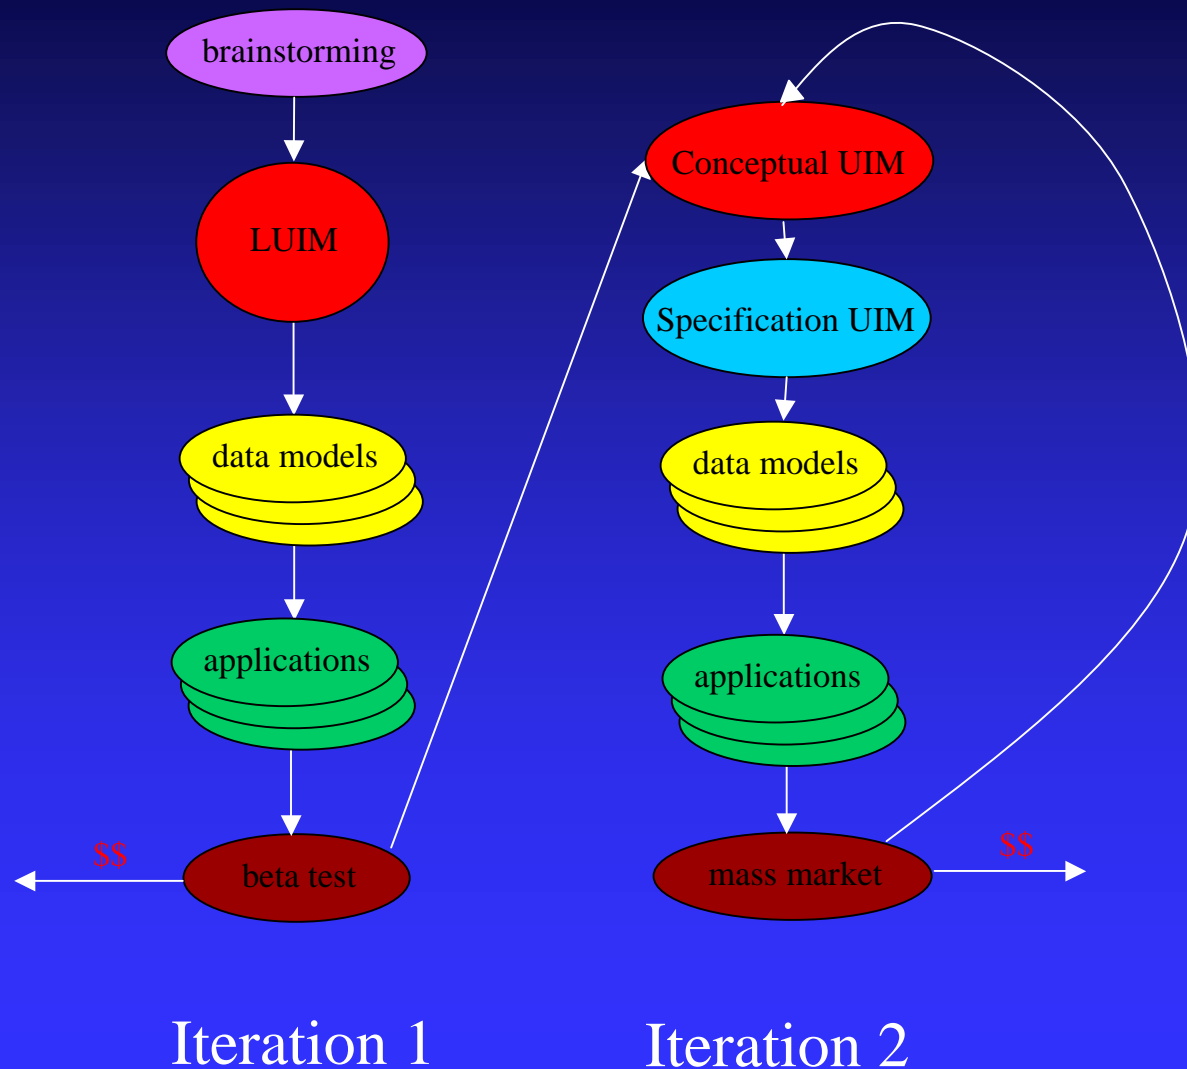 brainstorming
LUIM
data models
applications
$$
beta test
Iteration 1
Conceptual UIM
Specification UIM
data models
applications
$$
mass market
Iteration 2